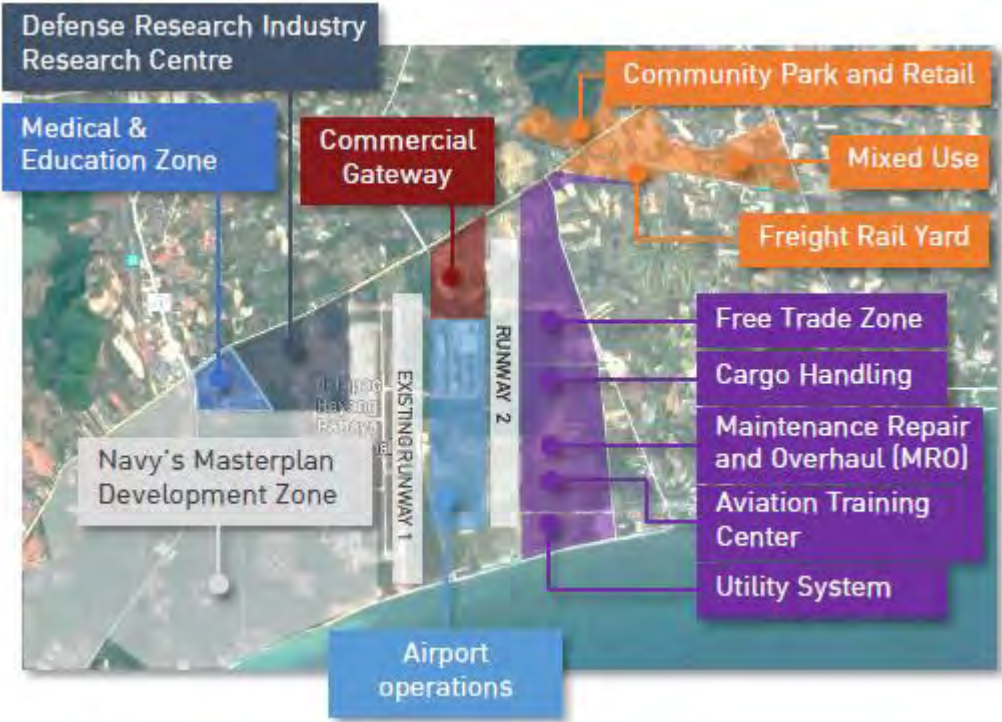 Defense Research Industry
Research Centre
Medical &
Education Zone
Commercial
Gateway
Community Park and Retail
Mixed Use
Freight Rail Yard
Free Trade Zone
Cargo Handling
Maintenance Repair
and Overhaul (MRO)
Aviation Training
Center
Utility System
EXISTING RUNWAY 1
RUNWAY 2
Navy's Masterplan
Development Zone
Airport
operations